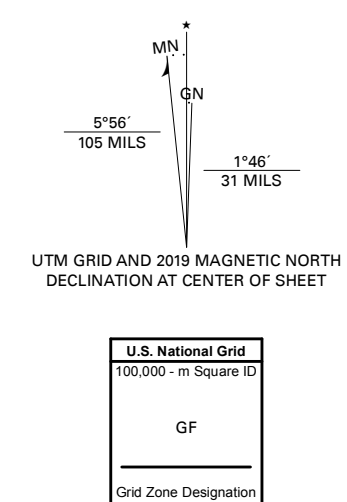 ★
MN
GN
5°56´
105 MILS
1°46´
31 MILS
UTM GRID AND 2019 MAGNETIC NORTH
DECLINATION AT CENTER OF SHEET
U.S. National Grid
100,000 - m Square ID
GF
Grid Zone Designation